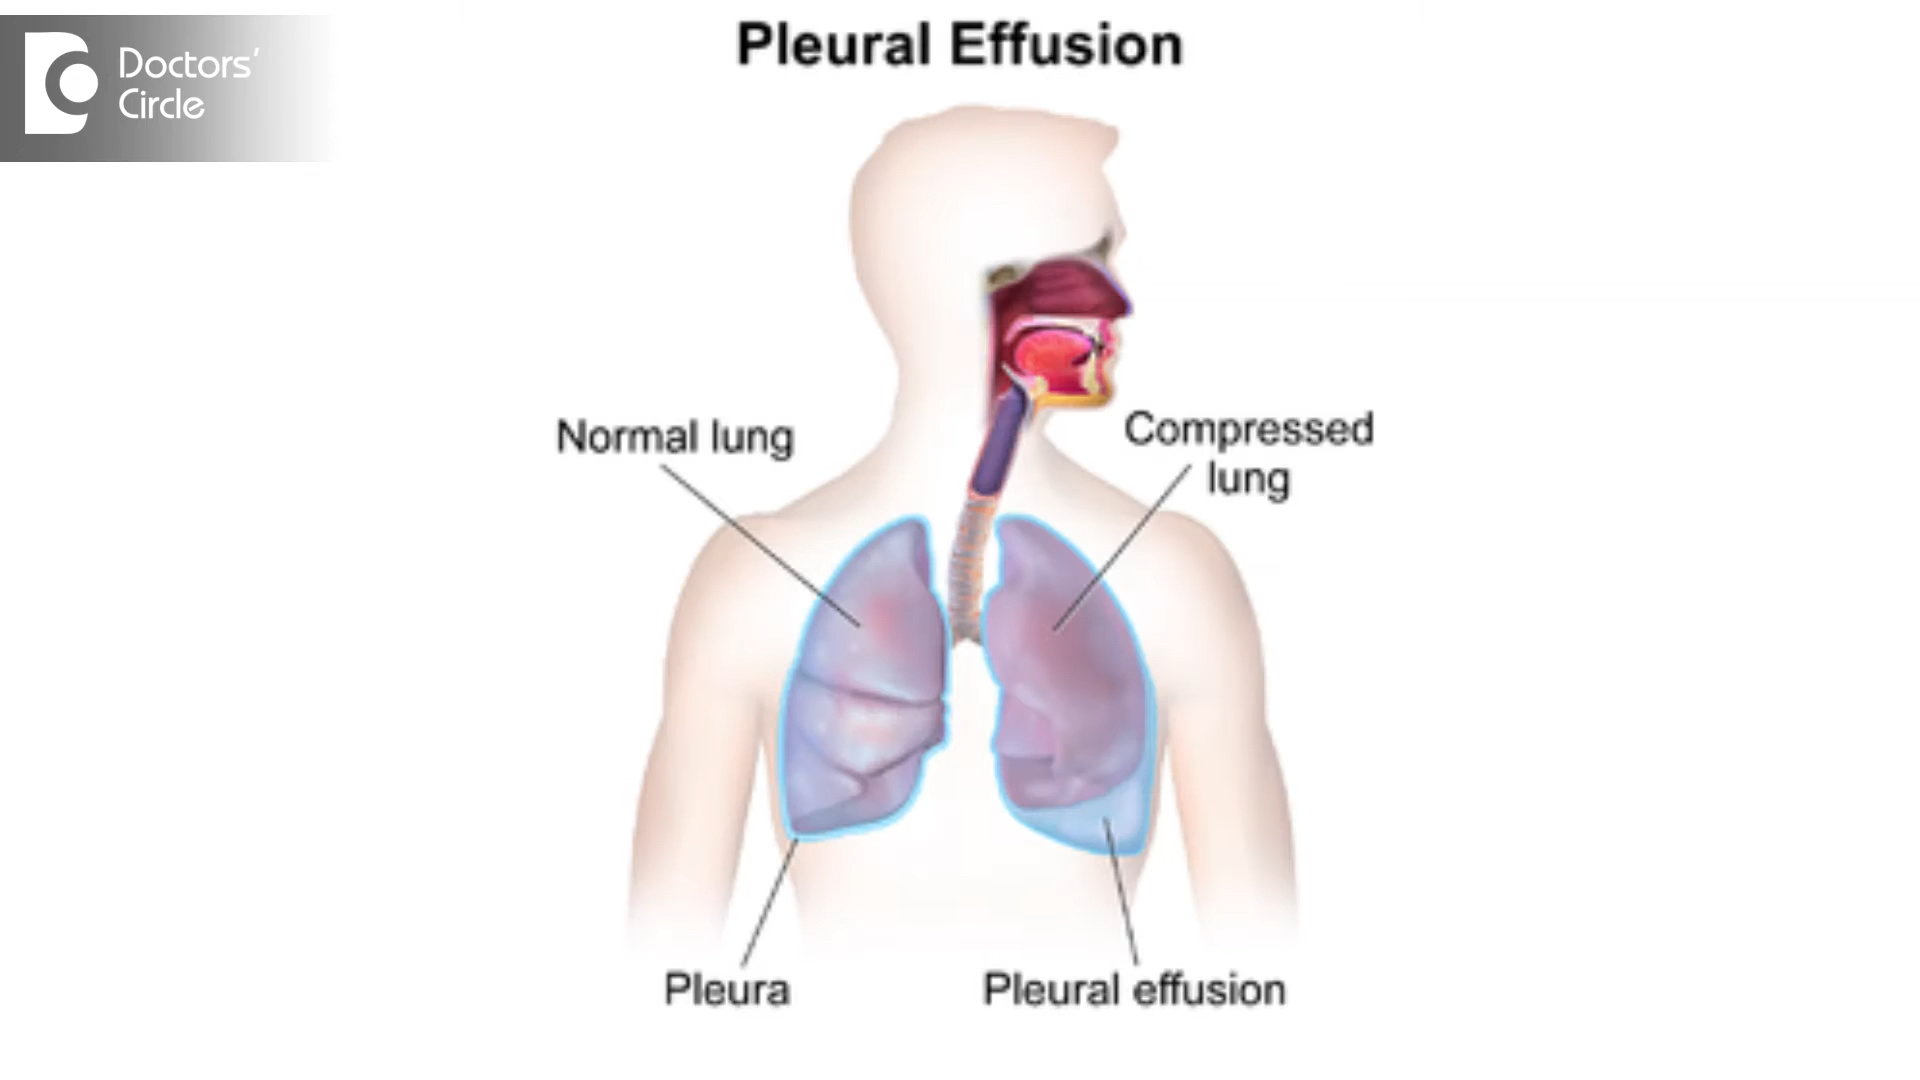 Doctors'
Circle
Pleural Effusion
Normal lung
Compressed
lung
Pleura
Pleural effusion